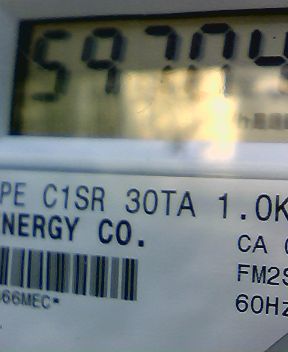 59704
PE C1SR 30TA 1.0K
NERGY CO.
CA
FM2S
66MEC*
60Hz